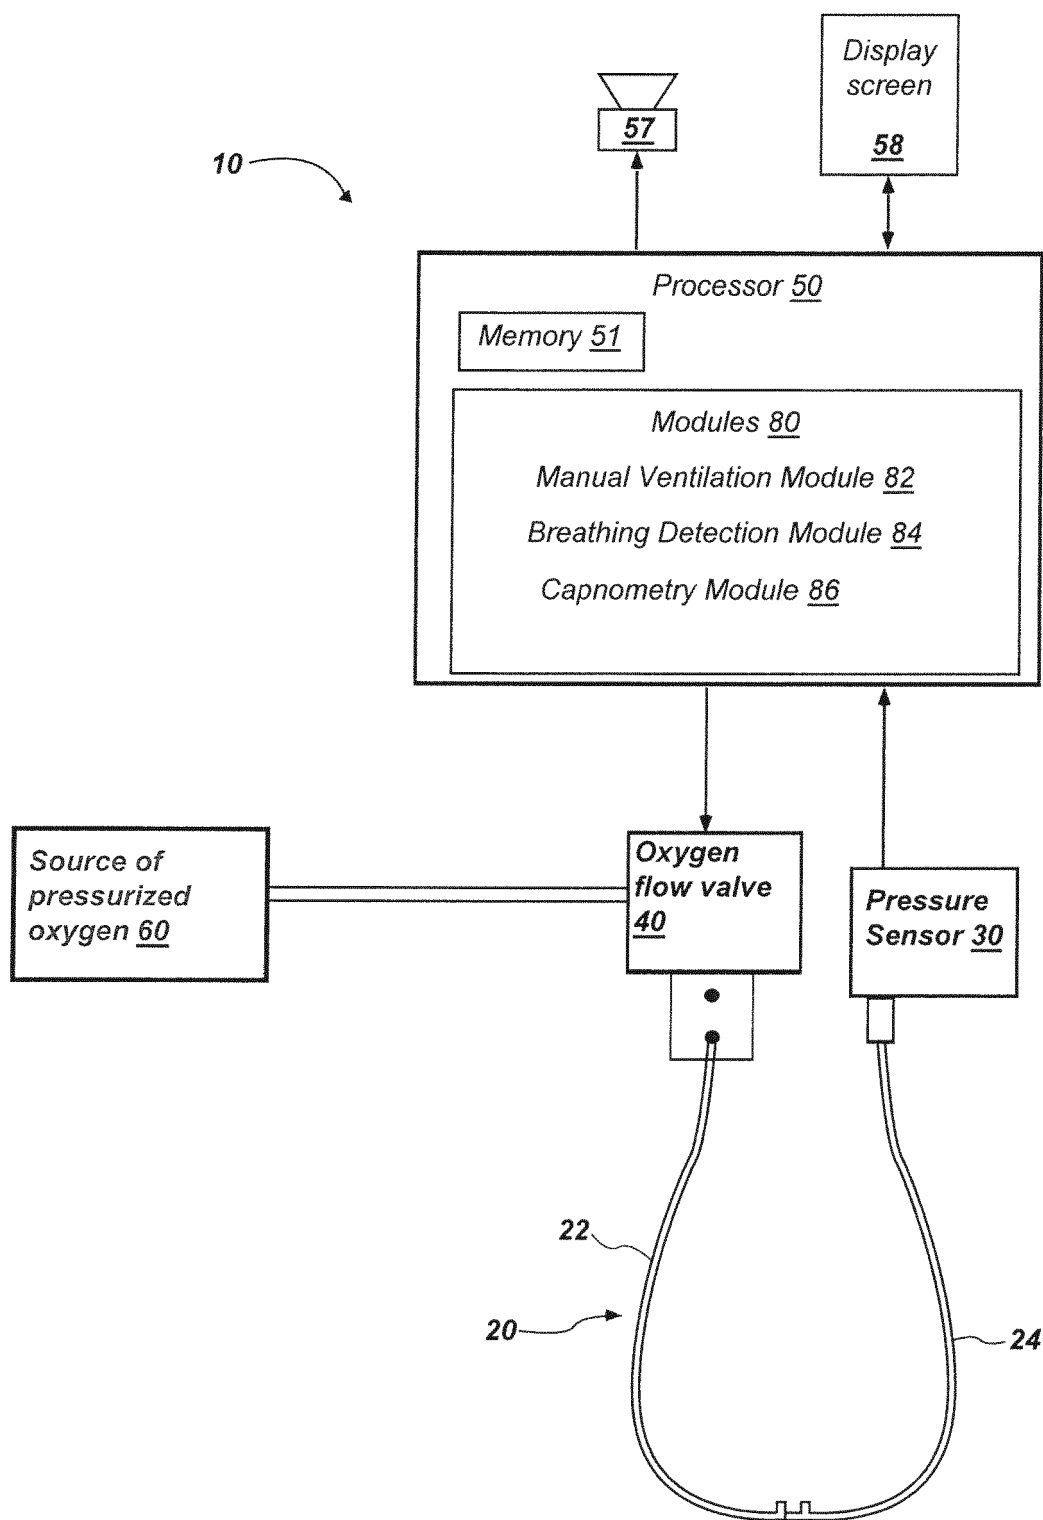 Display
screen
58
57
10
Processor 50
Memory 51
Modules 80
Manual Ventilation Module 82
Breathing Detection Module 84
Capnometry Module 86
Source of
pressurized
oxygen 60
Oxygen
flow valve
40
Pressure
Sensor 30
22
20
24